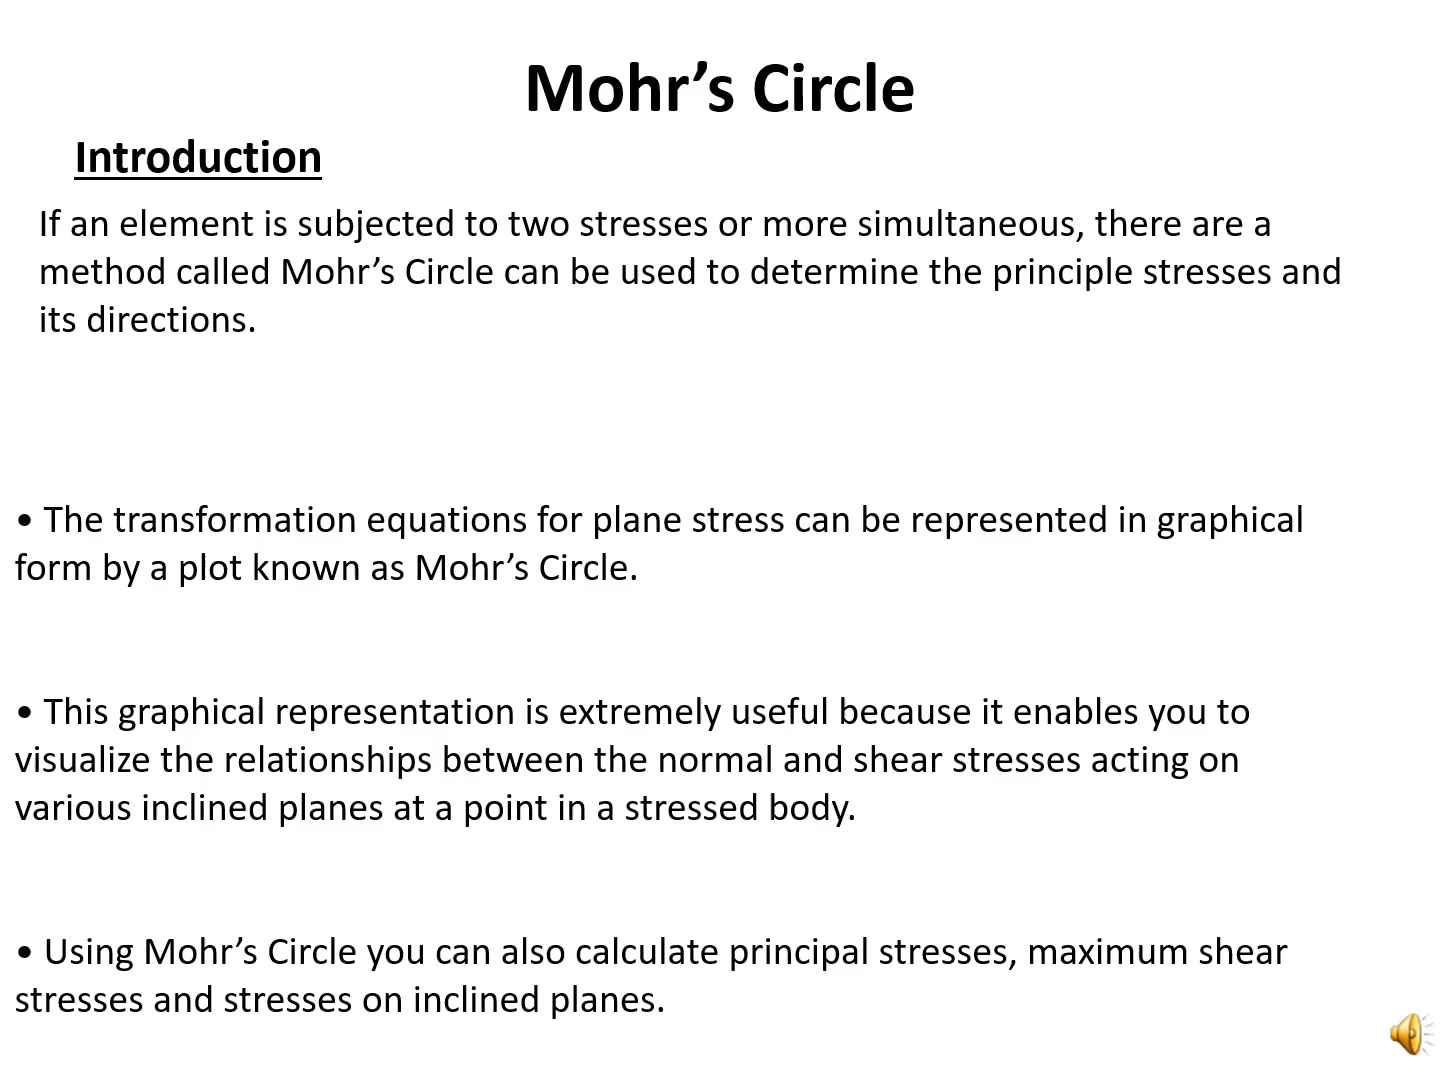 Mohr’s Circle
Introduction
If an element is subjected to two stresses or more simultaneous, there are a
method called Mohr’s Circle can be used to determine the principle stresses and
its directions.
• The transformation equations for plane stress can be represented in graphical
form by a plot known as Mohr’s Circle.
• This graphical representation is extremely useful because it enables you to
visualize the relationships between the normal and shear stresses acting on
various inclined planes at a point in a stressed body.
• Using Mohr’s Circle you can also calculate principal stresses, maximum shear
stresses and stresses on inclined planes.